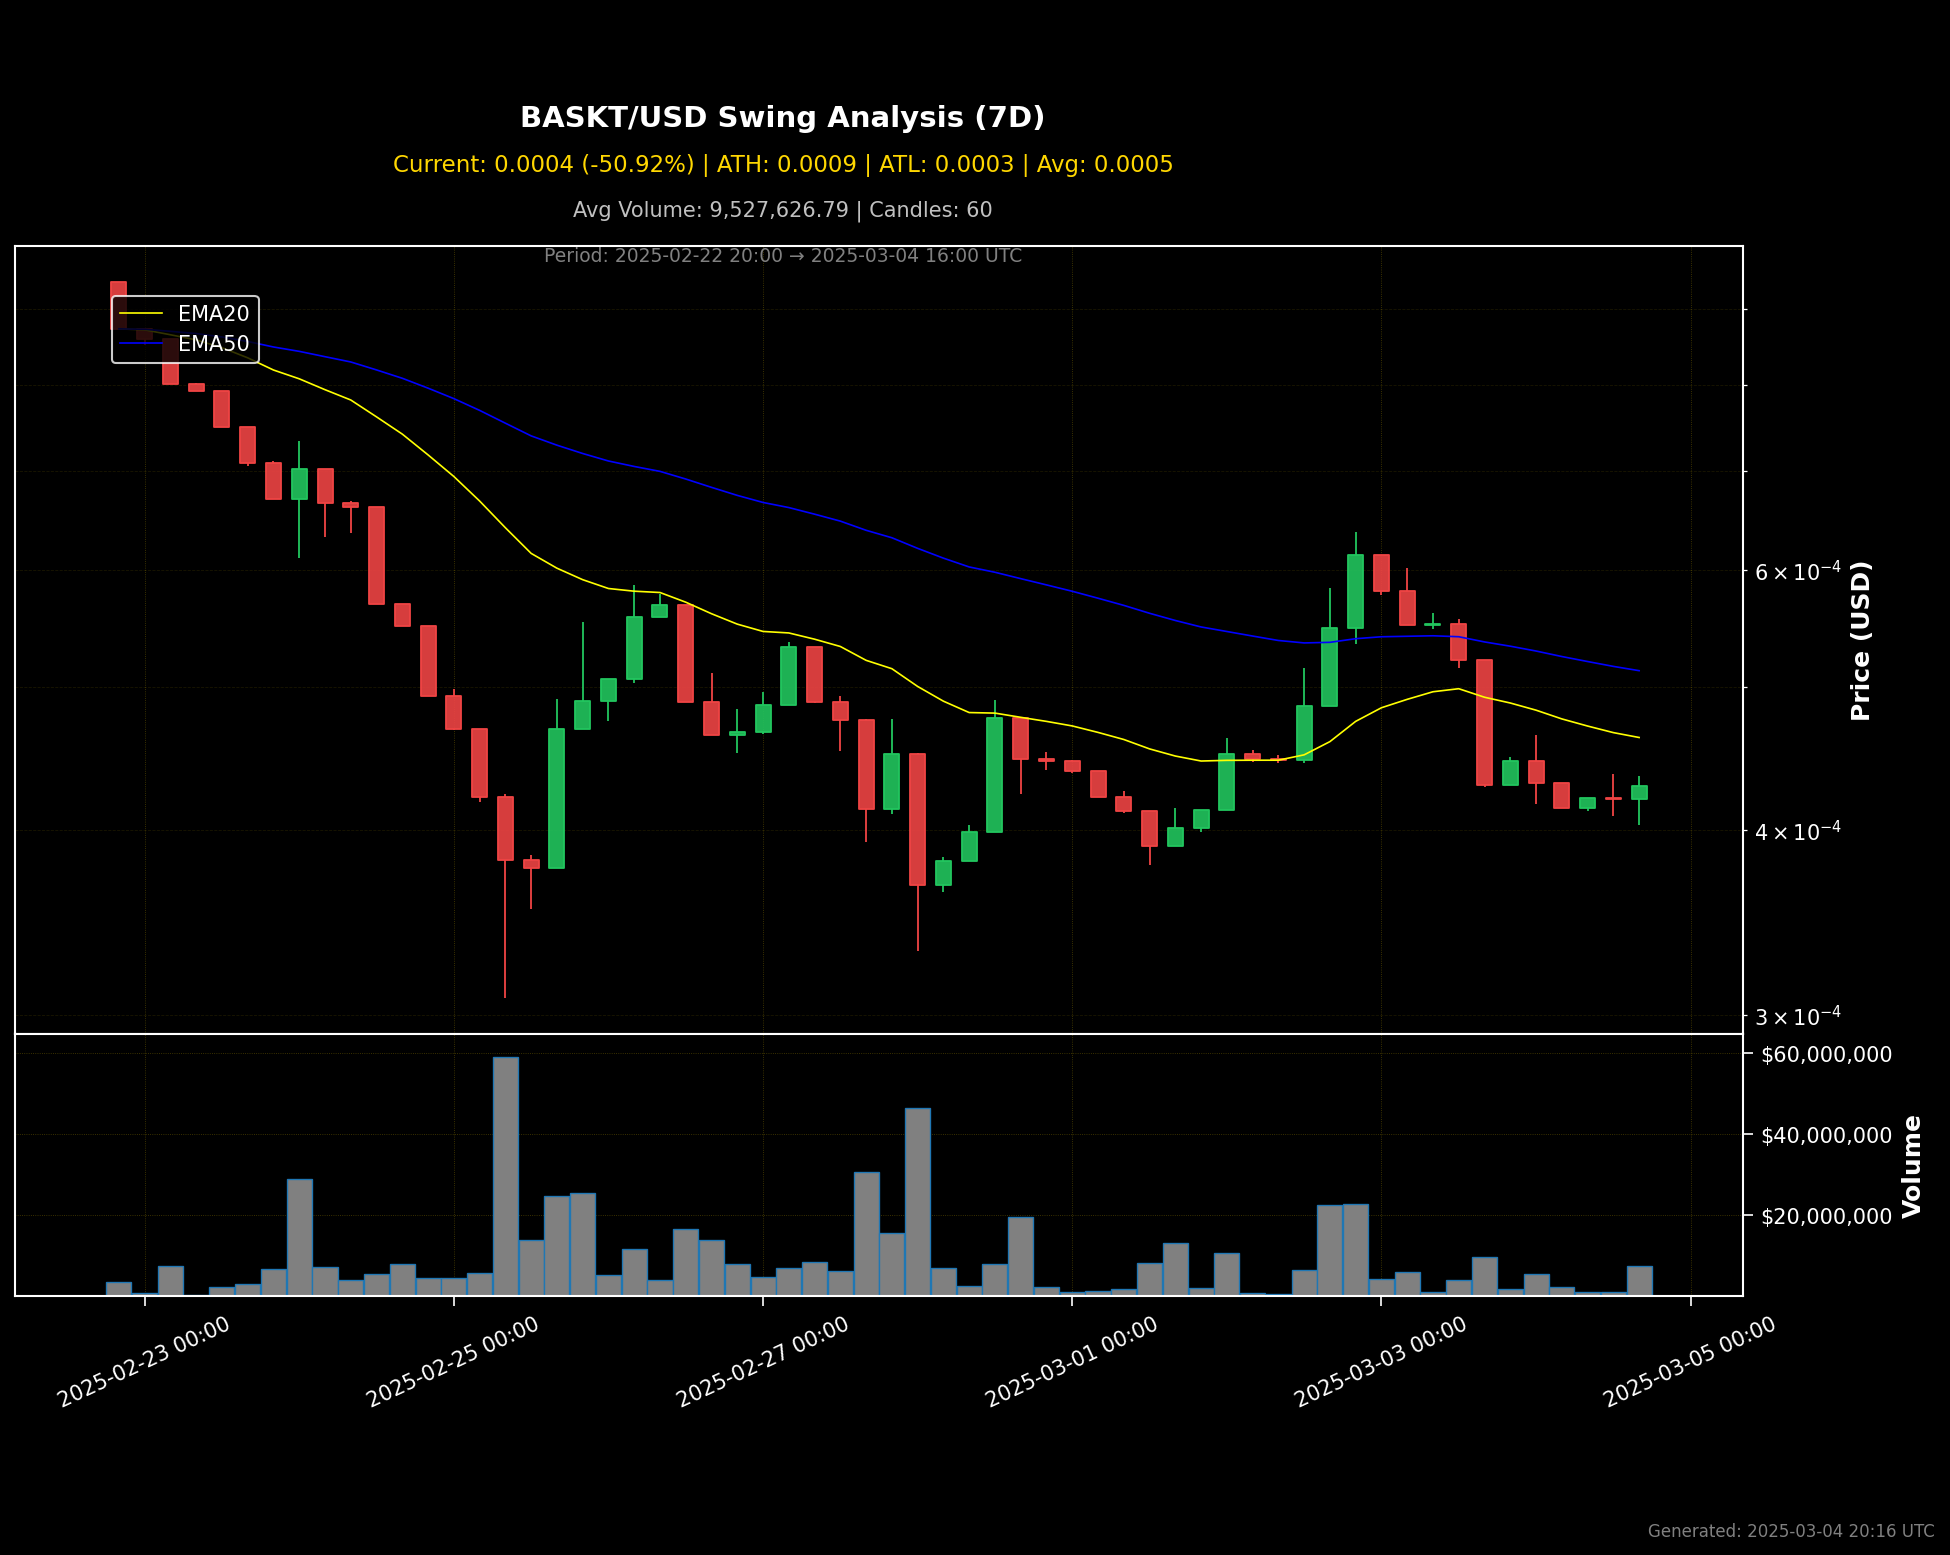 BASKT/USD Swing Analysis (7D)
Current: 0.0004 (-50.92%) | ATH: 0.0009 | ATL: 0.0003 | Avg: 0.0005
Avg Volume: 9,527,626.79 | Candles: 60
Period: 2025-02-22 20:00 → 2025-03-04 16:00 UTC
EMA20
EMA50
6 × 10⁻⁴
4 × 10⁻⁴
3 × 10⁻⁴
Price (USD)
$60,000,000
$40,000,000
$20,000,000
Volume
2025-02-23 00:00
2025-02-25 00:00
2025-02-27 00:00
2025-03-01 00:00
2025-03-03 00:00
2025-03-05 00:00
Generated: 2025-03-04 20:16 UTC